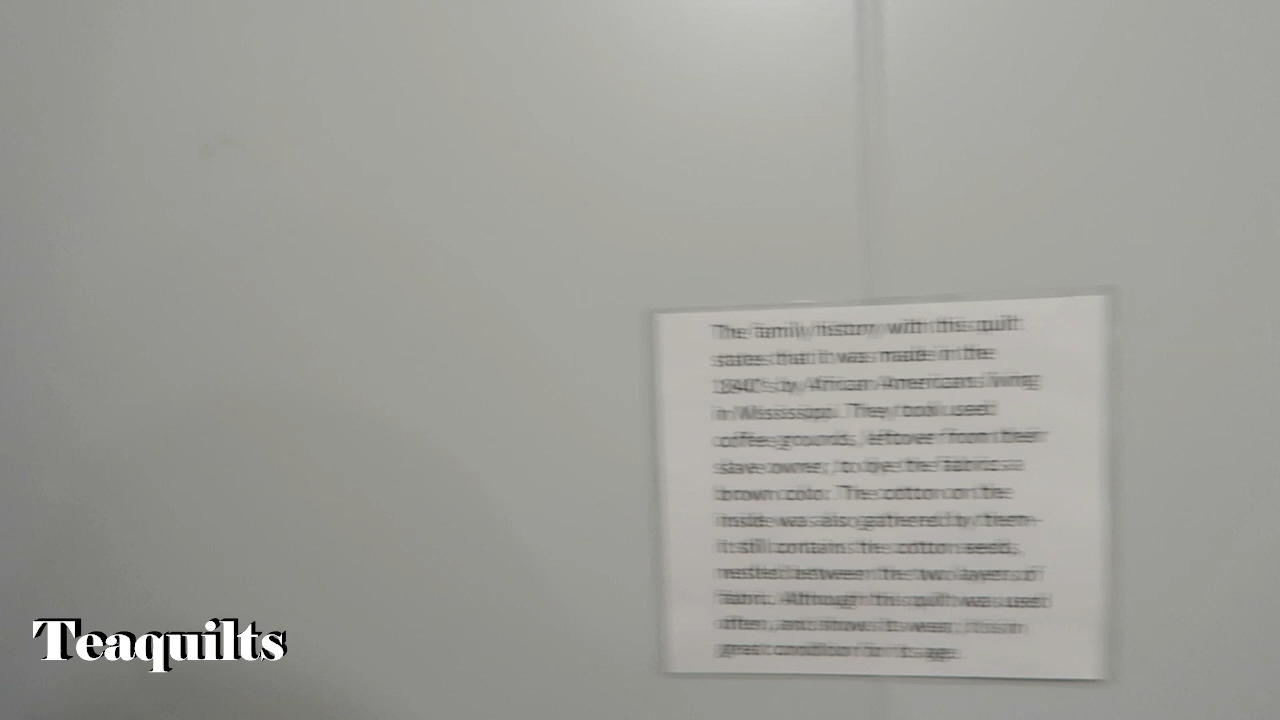 The family history with this quilt
states that it was made in the
1840's by African Americans living
in Mississippi. They took used
coffee grounds, leftover from their
slave owner, to dye the fabrics a
brown color. The cotton on the
inside was also gathered by them-
it still contains the cotton seeds,
nestled between the two layers of
fabric. Although this quilt was used
often, and shows its wear, it is in
great condition for its age.
Teaquilts